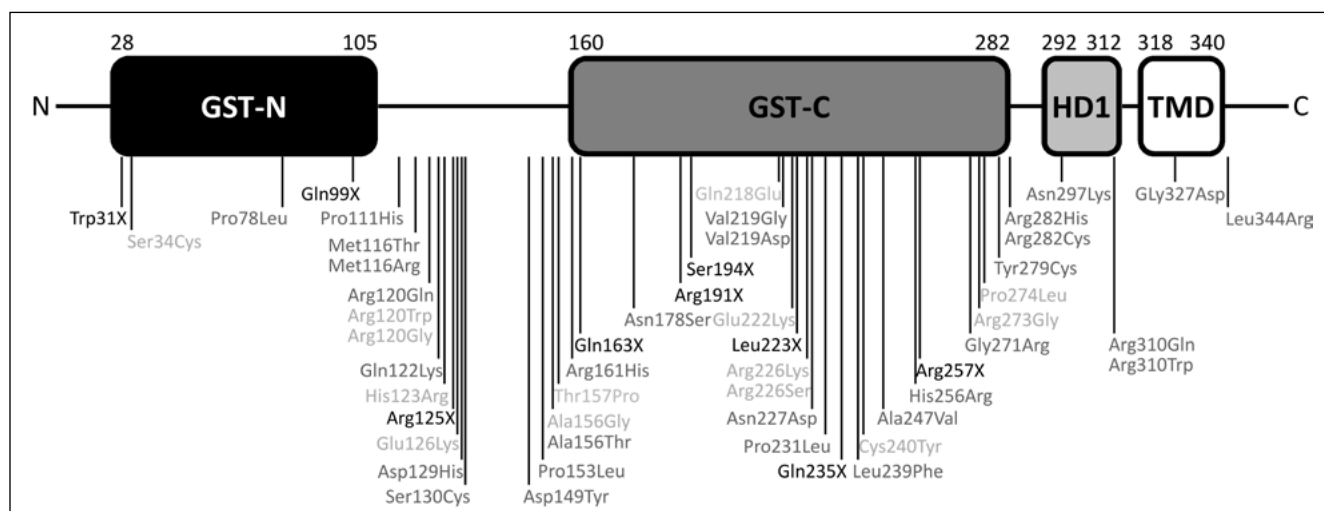 28 105 160 282 292 312 318 340
N GST-N GST-C HD1 TMD C
Trp31X
Ser34Cys
Pro78Leu
Gln99X
Pro111His
Met116Thr
Met116Arg
Arg120Gln
Arg120Trp
Arg120Gly
Gln122Lys
His123Arg
Arg125X
Glu126Lys
Asp129His
Ser130Cys
Asp149Tyr
Pro153Leu
Ala156Thr
Ala156Gly
Thr157Pro
Arg161His
Gln163X
Asn178Ser
Arg191X
Ser194X
Gln218Glu
Val219Gly
Val219Asp
Glu222Lys
Leu223X
Arg226Lys
Arg226Ser
Asn227Asp
Pro231Leu
Gln235X
Leu239Phe
Cys240Tyr
Ala247Val
His256Arg
Arg257X
Gly271Arg
Arg273Gly
Pro274Leu
Tyr279Cys
Arg282His
Arg282Cys
Asn297Lys
Arg310Gln
Arg310Trp
GLy327Asp
Leu344Arg